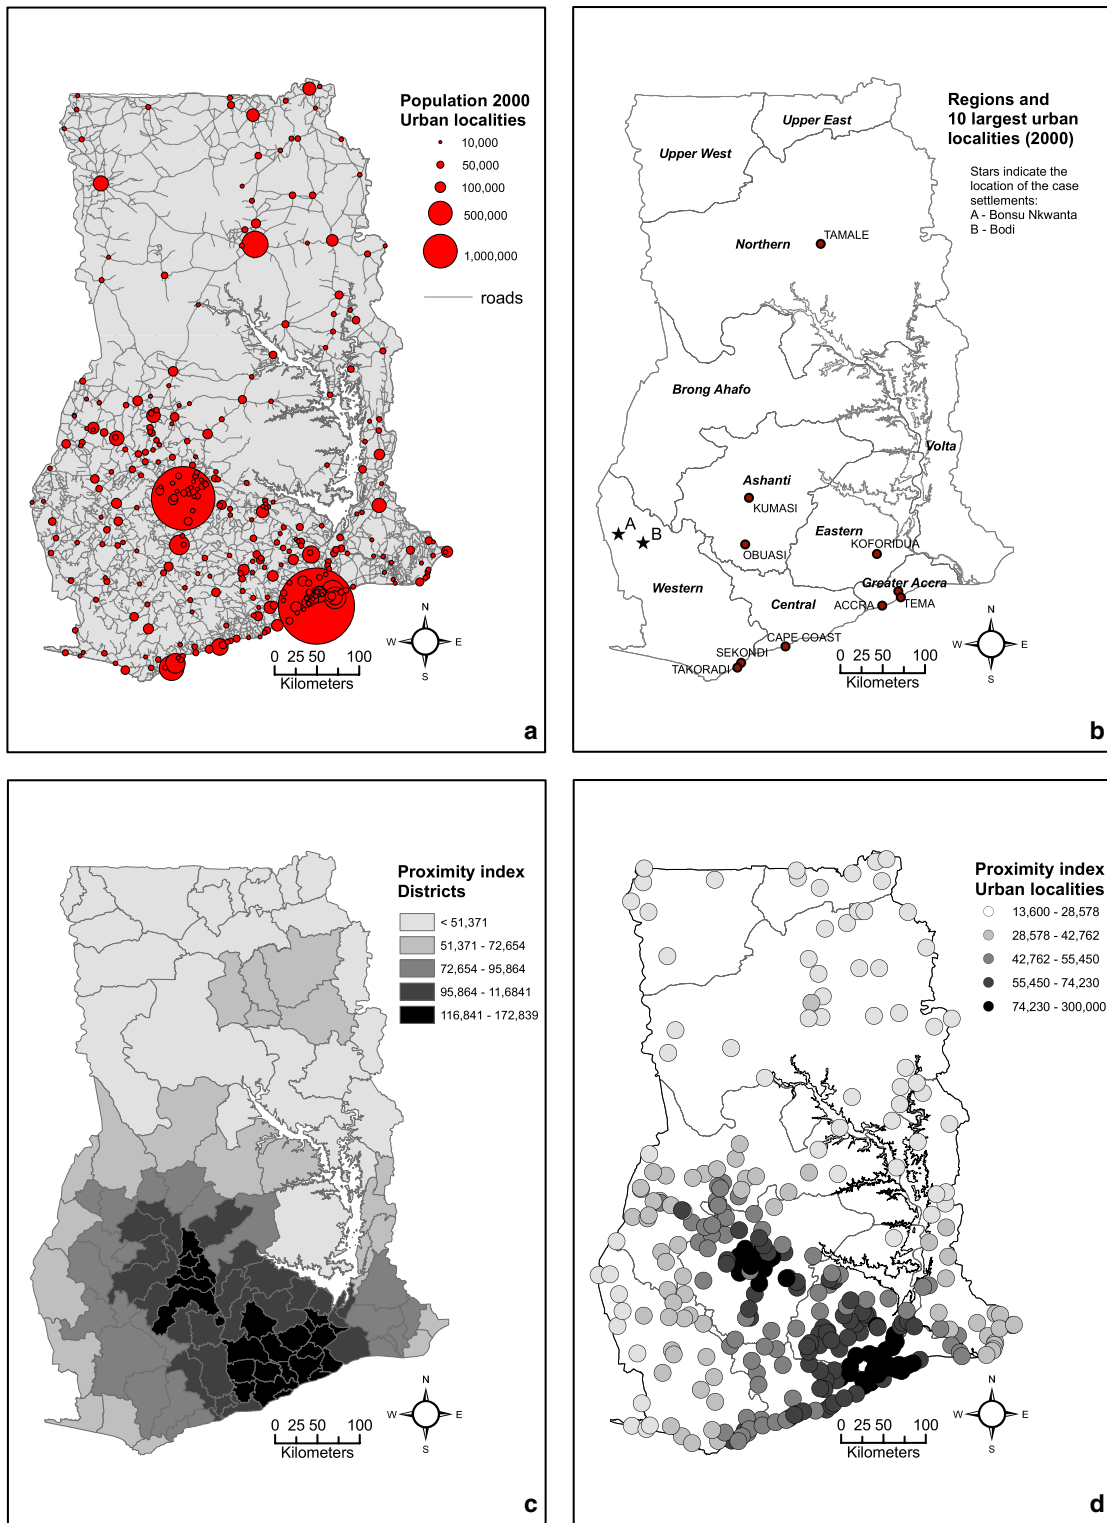 Population 2000
Urban localities
10,000
50,000
100,000
500,000
1,000,000
roads
N
W
E
S
0 25 50 100
Kilometers
a
Regions and
10 largest urban
localities (2000)
Stars indicate the
location of the case
settlements:
A - Bonsu Nkwanta
B - Bodi
Upper East
Upper West
Northern
TAMALE
Brong Ahafo
Volta
Ashanti
KUMASI
A
B
Eastern
OBUASI
KOFORIDUA
Western
Greater Accra
Central
ACCRA
TEMA
CAPE COAST
SEKONDI
TAKORADI
N
W
E
S
0 25 50 100
Kilometers
b
Proximity index
Districts
< 51,371
51,371 - 72,654
72,654 - 95,864
95,864 - 11,6841
116,841 - 172,839
N
W
E
S
0 25 50 100
Kilometers
c
Proximity index
Urban localities
13,600 - 28,578
28,578 - 42,762
42,762 - 55,450
55,450 - 74,230
74,230 - 300,000
N
W
E
S
0 25 50 100
Kilometers
d